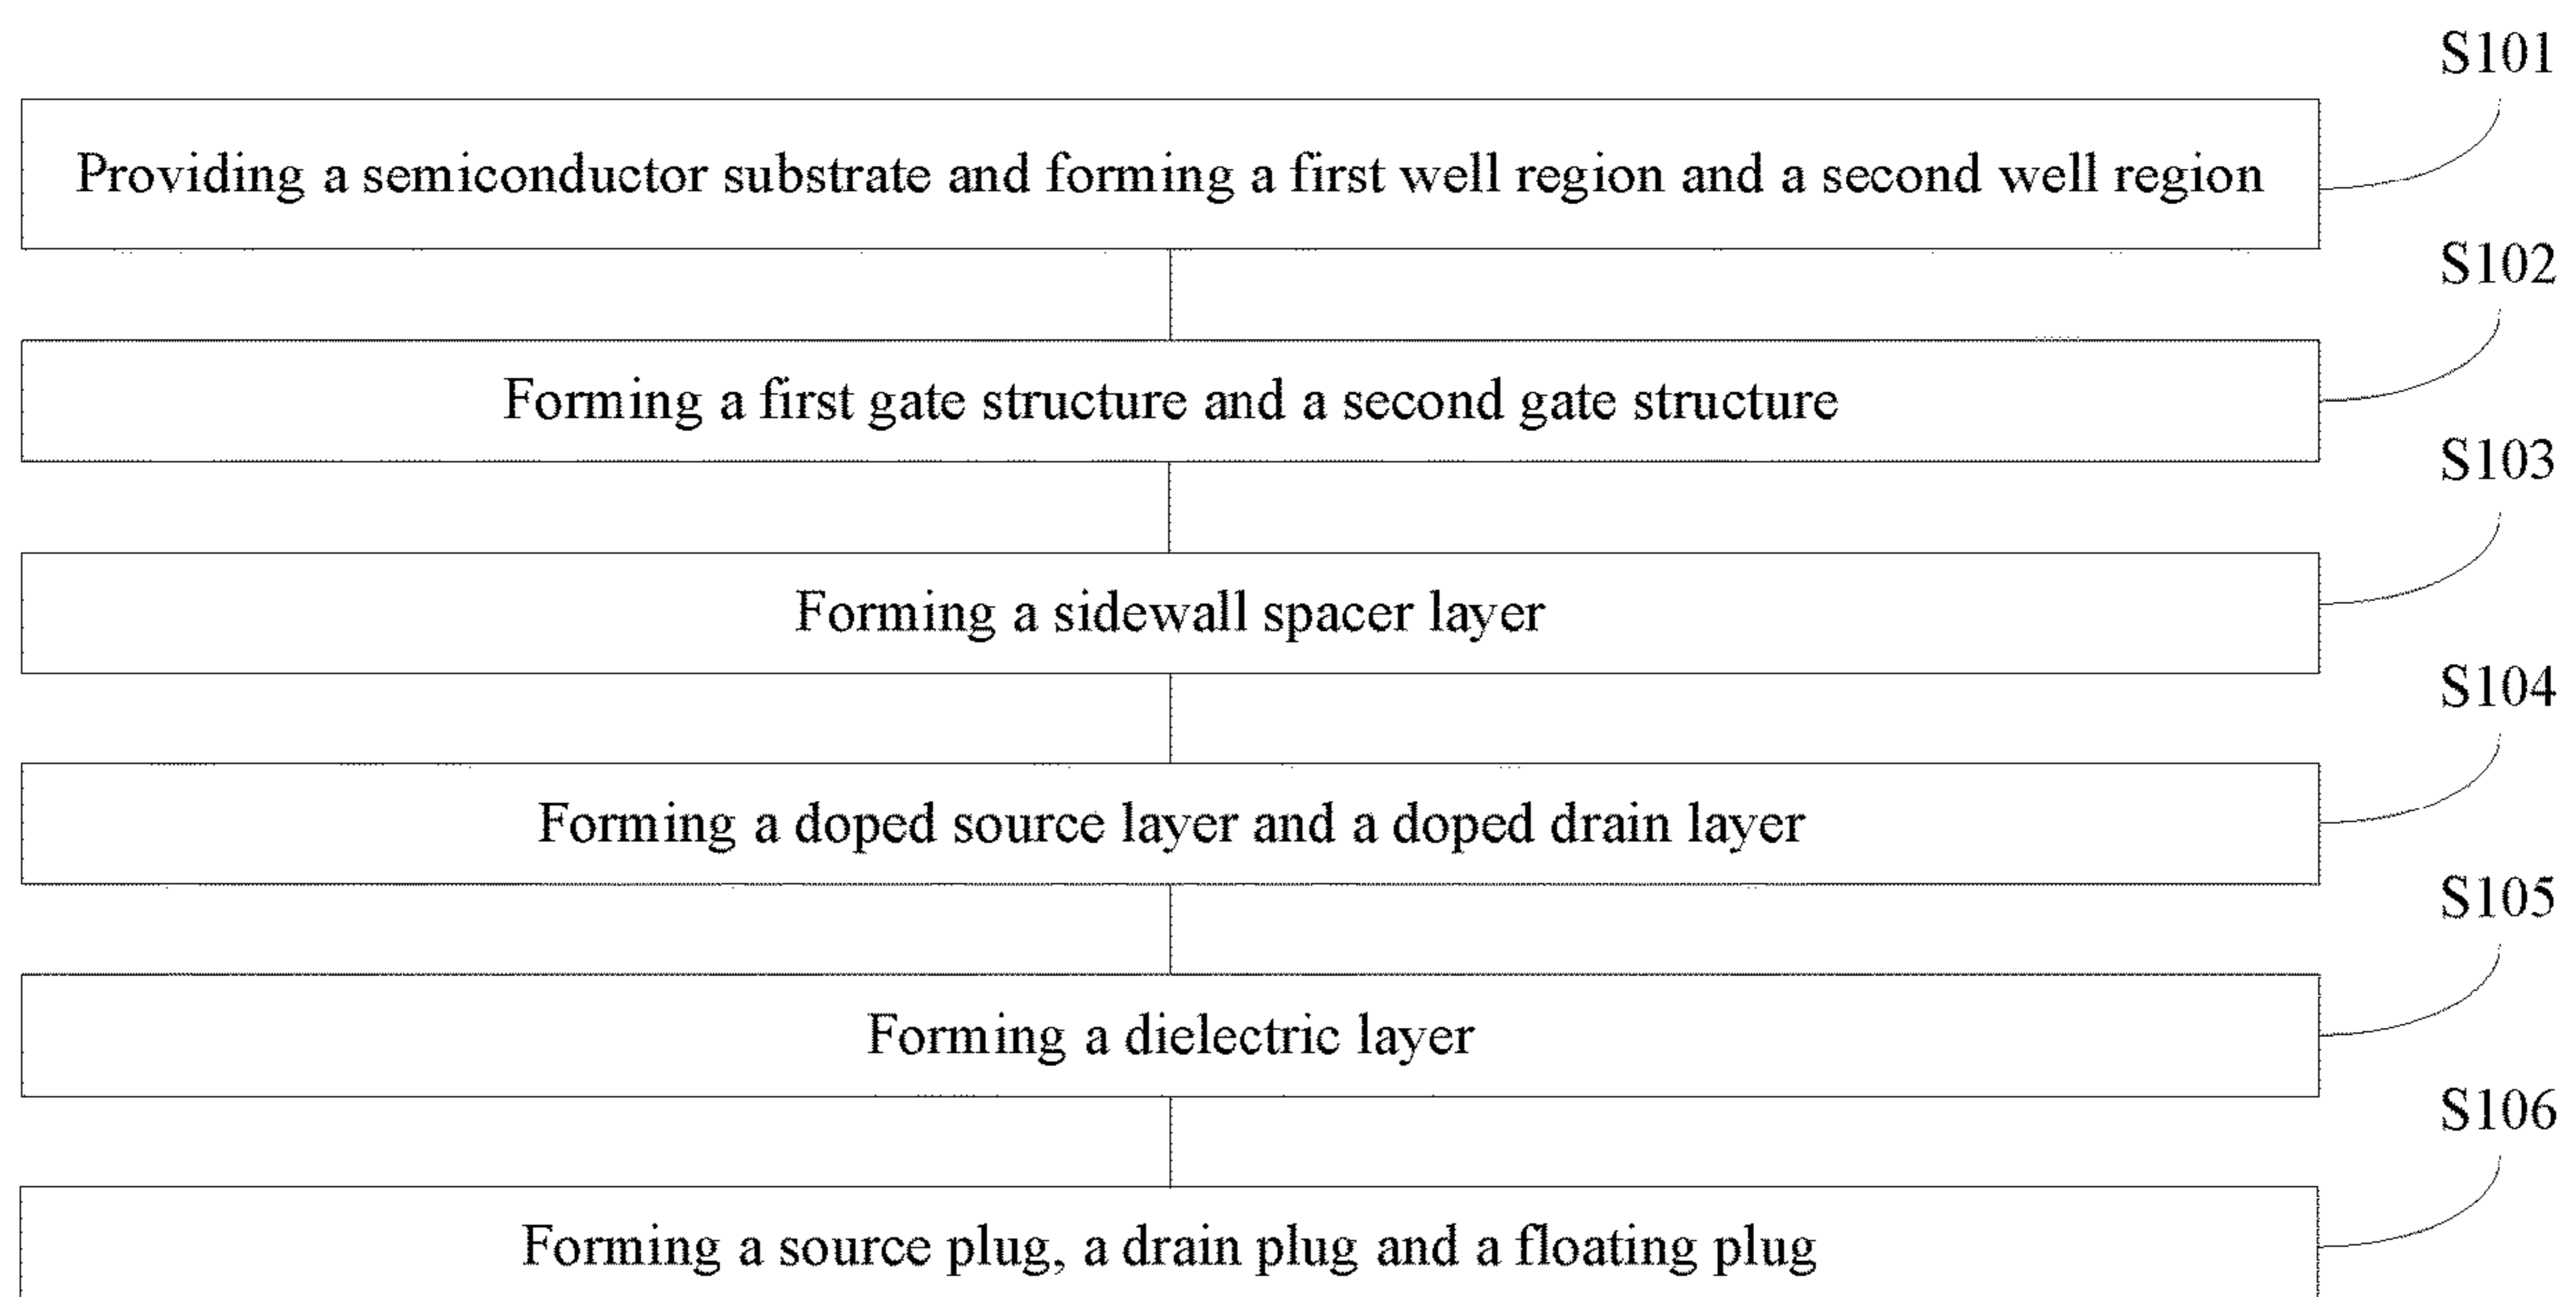 S101
Providing a semiconductor substrate and forming a first well region and a second well region
S102
Forming a first gate structure and a second gate structure
S103
Forming a sidewall spacer layer
S104
Forming a doped source layer and a doped drain layer
S105
Forming a dielectric layer
S106
Forming a source plug, a drain plug and a floating plug